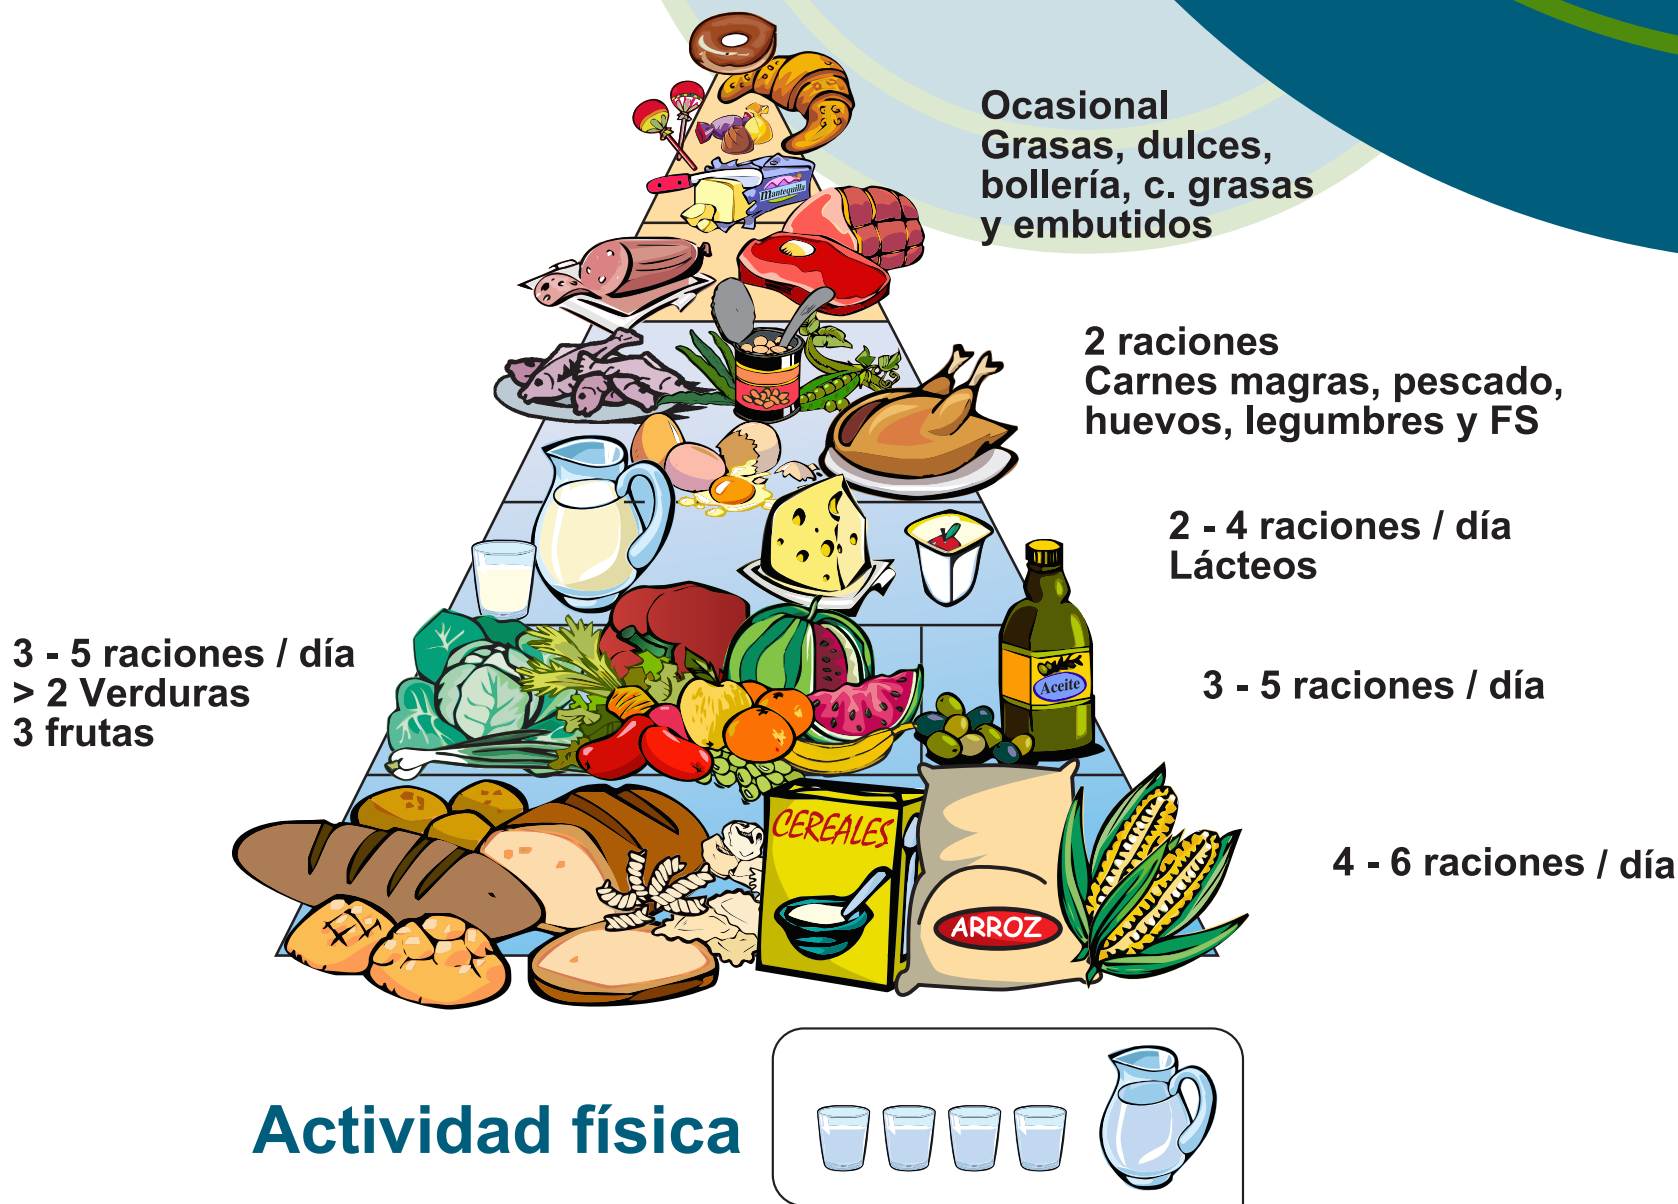 Ocasional
Grasas, dulces,
bollería, c. grasas
y embutidos
Mantequilla
2 raciones
Carnes magras, pescado,
huevos, legumbres y FS
2 - 4 raciones / día
Lácteos
3 - 5 raciones / día
> 2 Verduras
3 frutas
Aceite
3 - 5 raciones / día
CEREALES
ARROZ
4 - 6 raciones / día
Actividad física